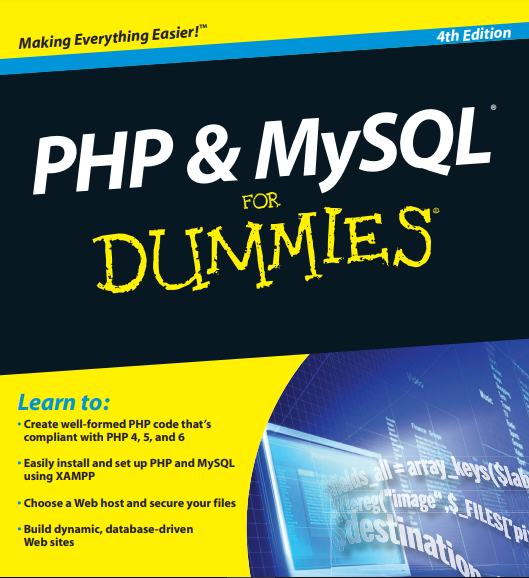 Making Everything Easier!™
4th Edition
PHP & MySQL®
FOR
DUMMIES®
Learn to:
• Create well-formed PHP code that's
compliant with PHP 4, 5, and 6
• Easily install and set up PHP and MySQL
using XAMPP
• Choose a Web host and secure your files
• Build dynamic, database-driven
Web sites
= array_keys($lab
"image",$_FILES['pi
$destination